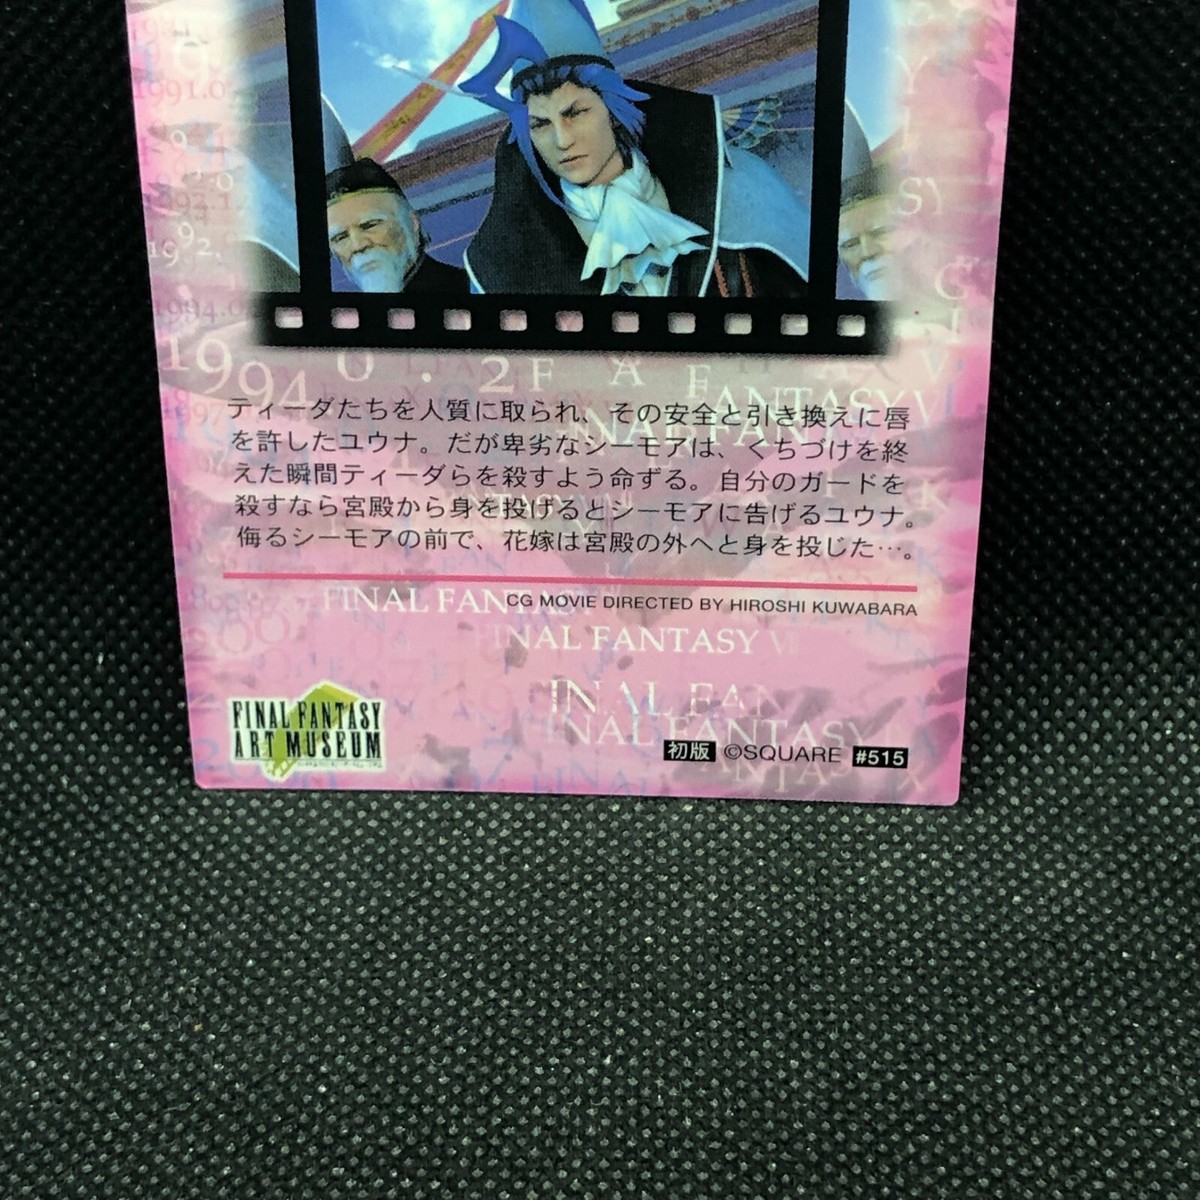 ティーダたちを人質に取られ、その安全と引き換えに唇
を許したユウナ。だが卑劣なシーモアは、くちづけを終
えた瞬間ティーダらを殺すよう命ずる。自分のガードを
殺すなら宮殿から身を投げるとシーモアに告げるユウナ。
侮るシーモアの前で、花嫁は宮殿の外へと身を投じた…。
CG MOVIE DIRECTED BY HIROSHI KUWABARA
FINAL FANTASY
INAL FANTASY VII
FINAL FANTASY
ART MUSEUM
初版 ©SQUARE #515